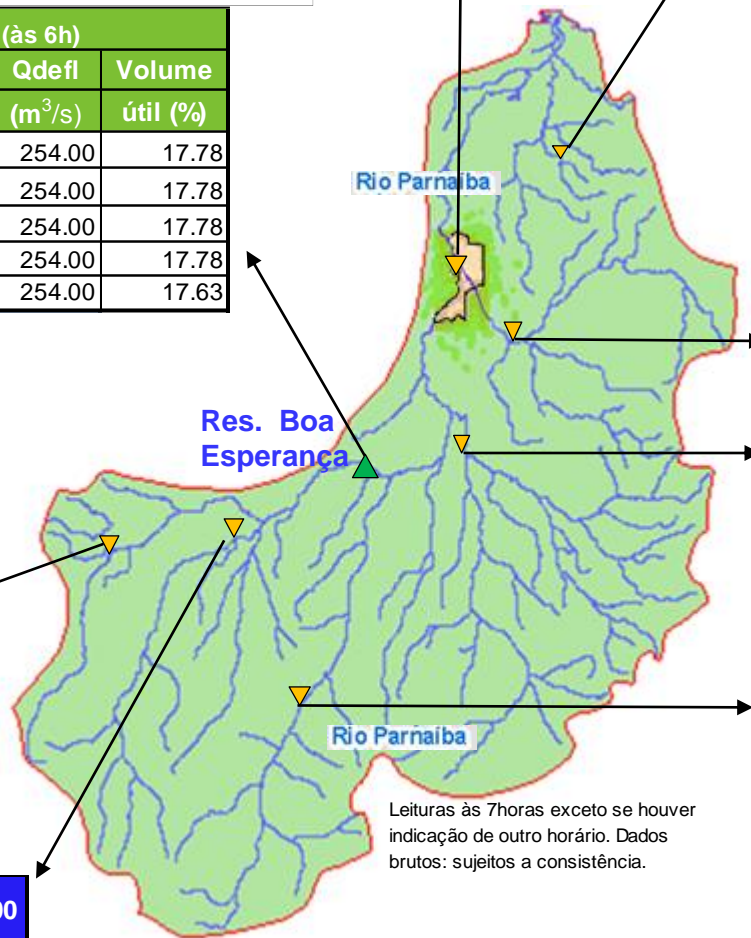 (às 6h)
Qdefl Volume
(m³/s) útil (%)
254.00 17.78
254.00 17.78
254.00 17.78
254.00 17.78
254.00 17.63
Rio Parnaíba
Res. Boa
Esperança
Rio Parnaíba
Leituras às 7horas exceto se houver
indicação de outro horário. Dados
brutos: sujeitos a consistência.